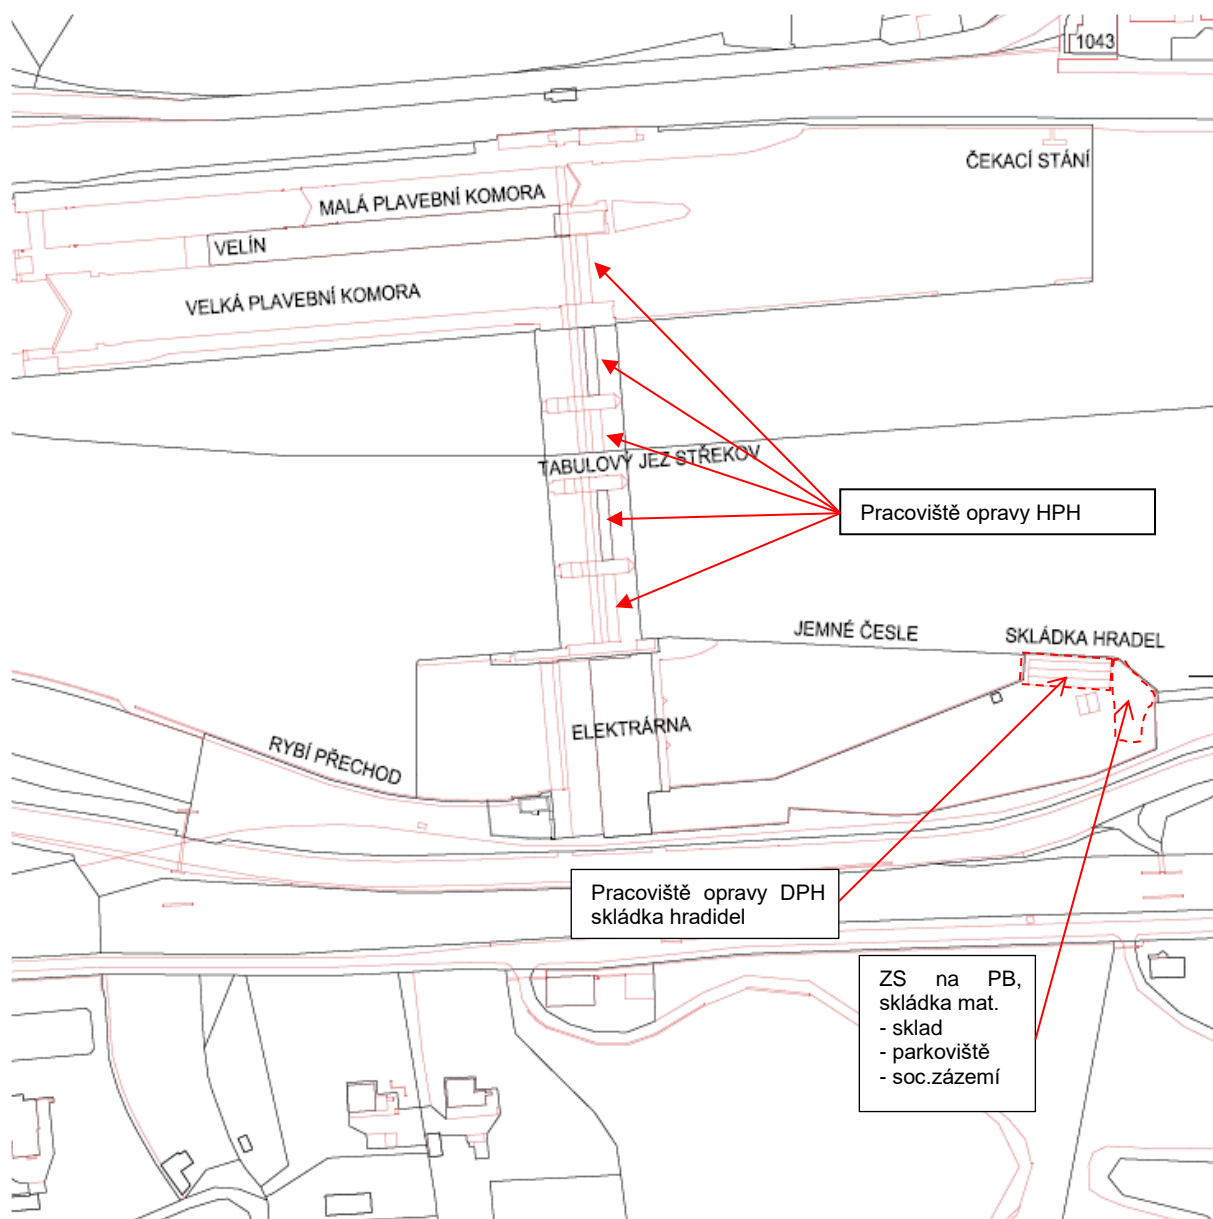 1043
ČEKACÍ STÁNÍ
MALÁ PLAVEBNÍ KOMORA
VELÍN
VELKÁ PLAVEBNÍ KOMORA
TABULOVÝ JEZ STŘEKOV
Pracoviště opravy HPH
JEMNÉ ČESLE
SKLÁDKA HRADEL
ELEKTRÁRNA
RYBÍ PŘECHOD
Pracoviště opravy DPH
skládka hradidel
ZS na PB,
skládka mat.
- sklad
- parkoviště
- soc.zázemí